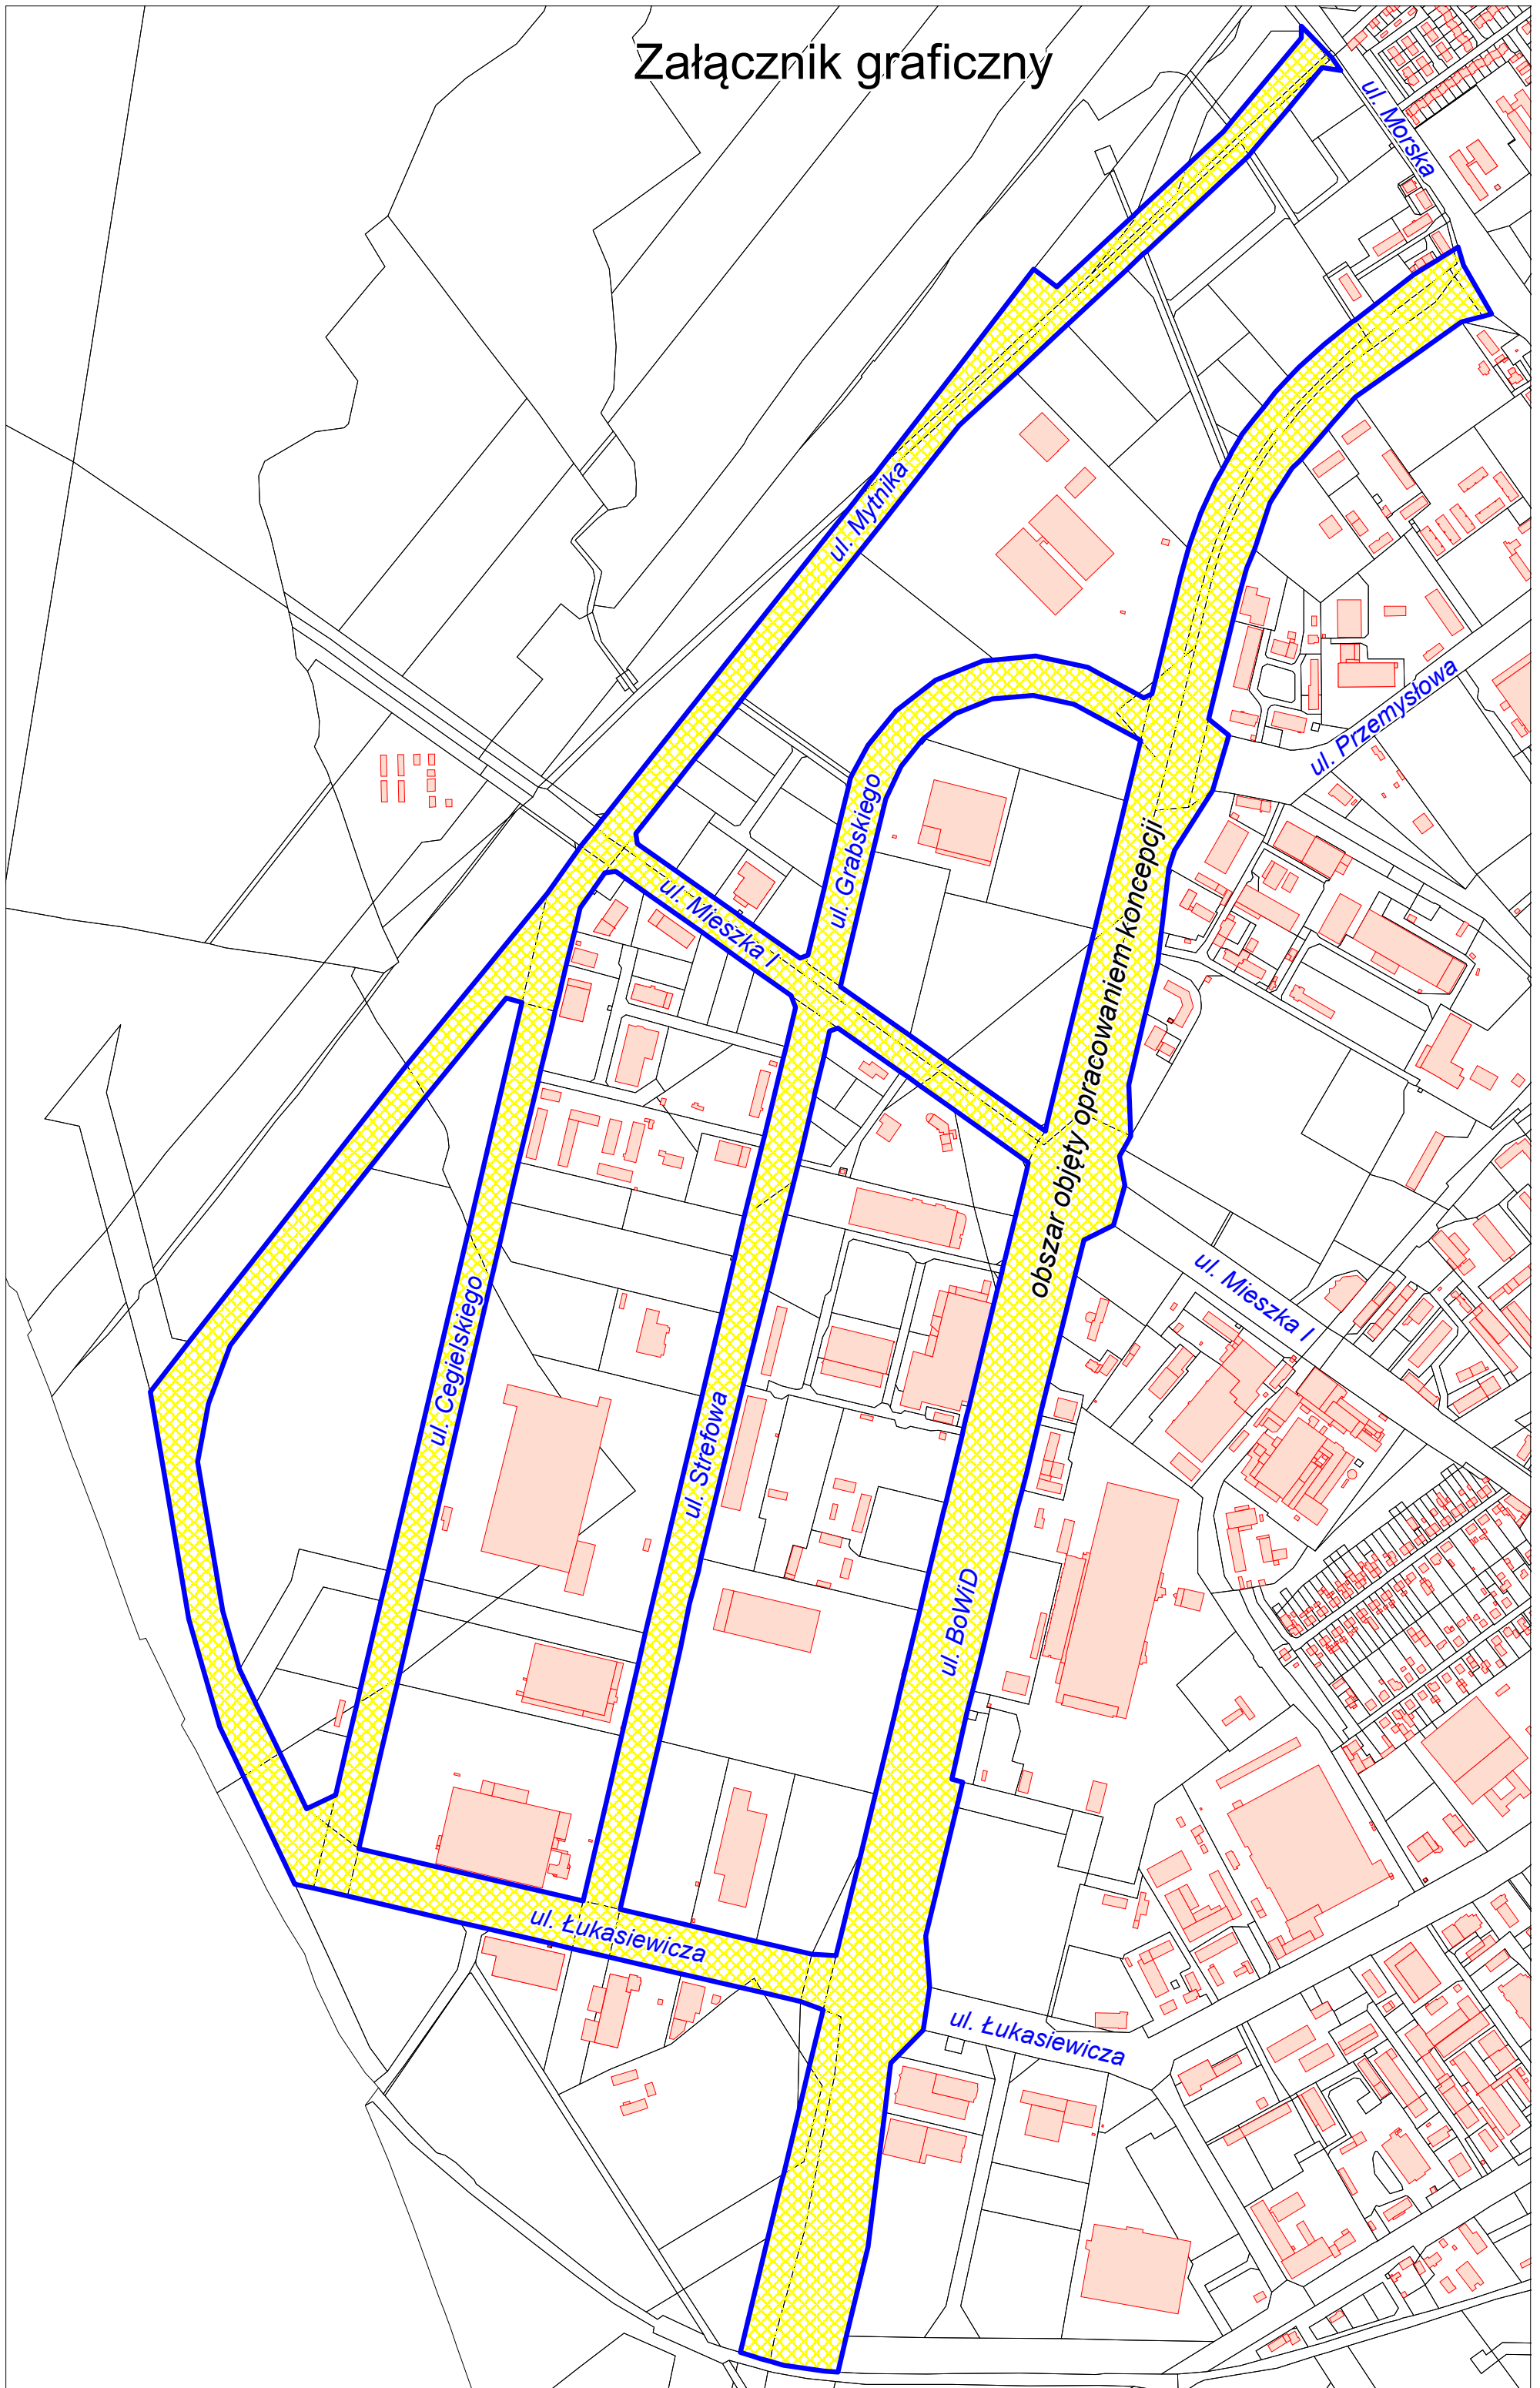 Załącznik graficzny
ul. Morska
ul. Mytnika
ul. Przemysłowa
ul. Grabskiego
ul. Mieszka I
obszar objęty opracowaniem koncepcji
ul. Mieszka I
ul. Cegielskiego
ul. Strefowa
ul. BoWiD
ul. Łukasiewicza
ul. Łukasiewicza